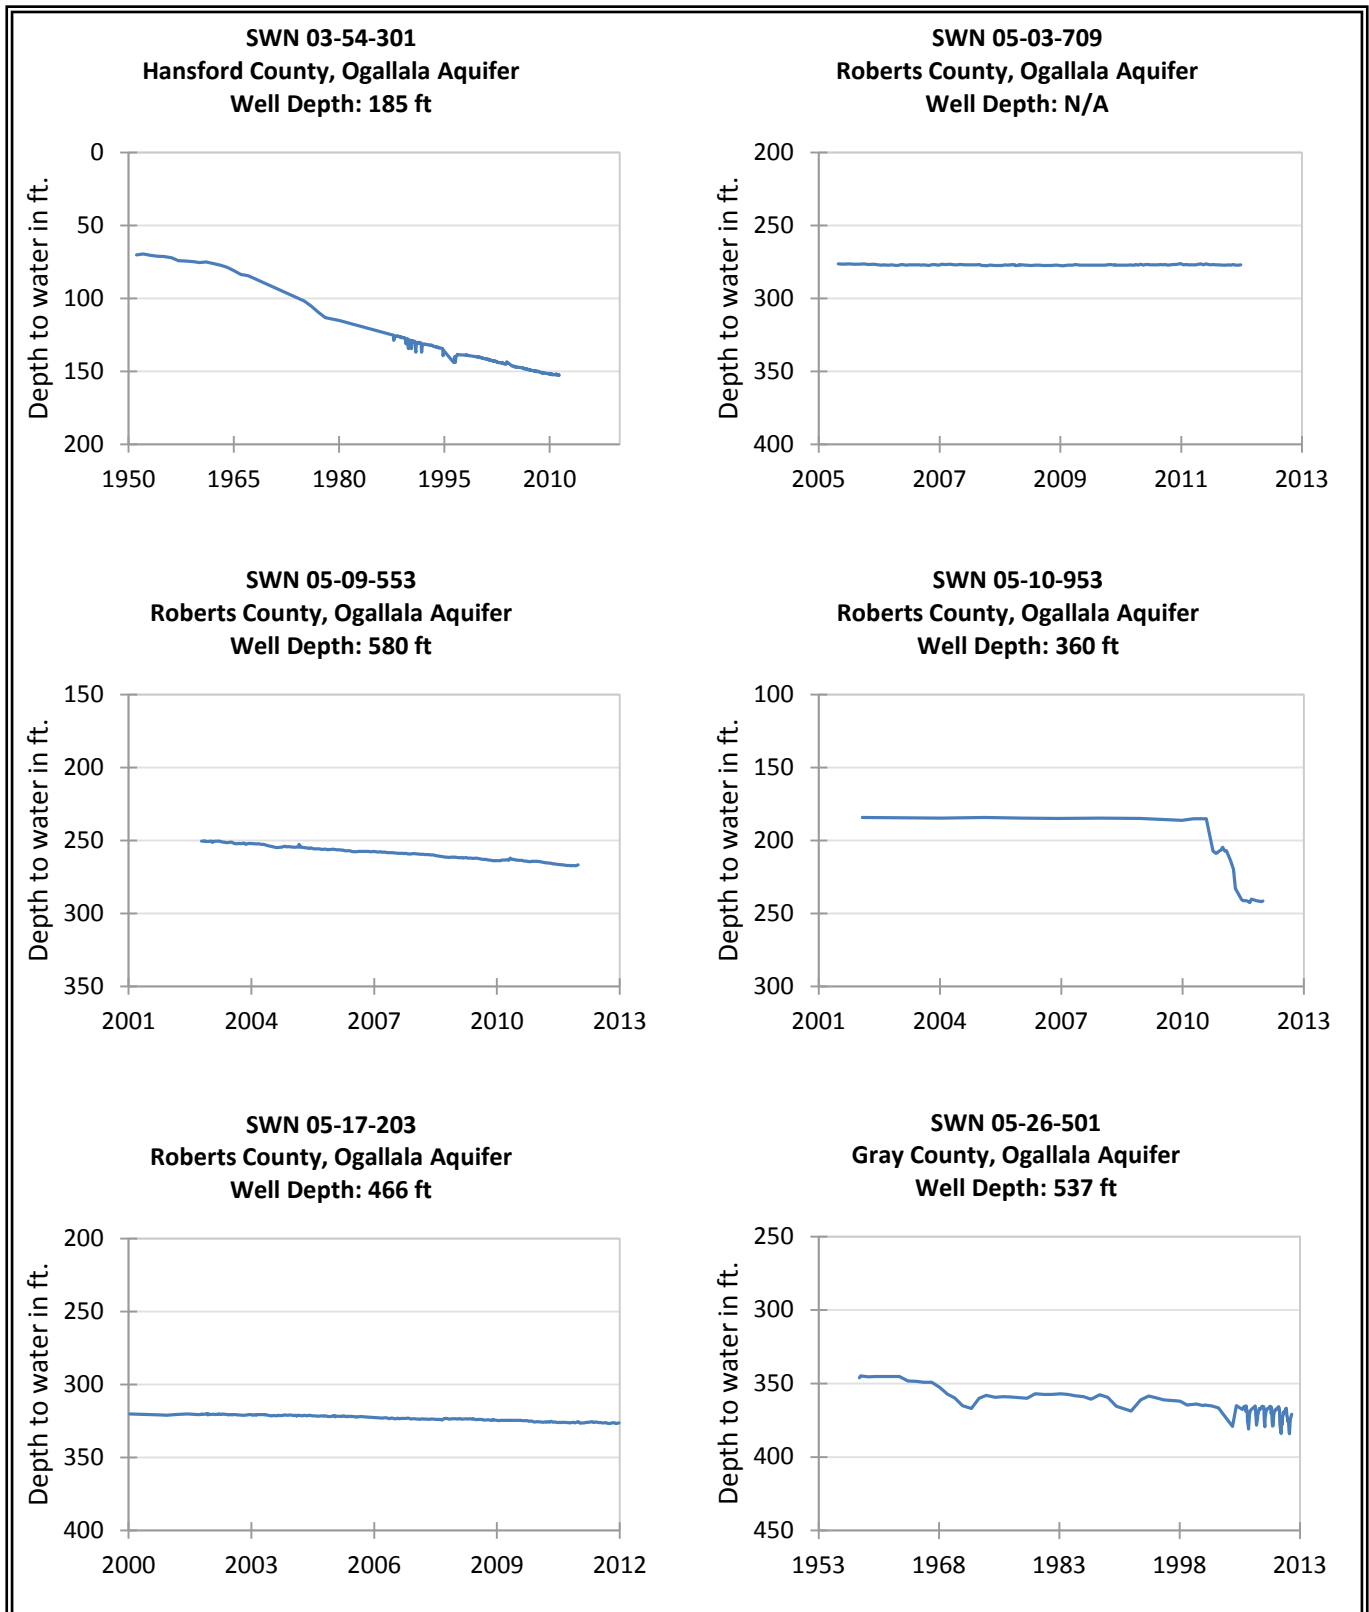 SWN 03-54-301
Hansford County, Ogallala Aquifer
Well Depth: 185 ft
Depth to water in ft.
0
50
100
150
200
1950
1965
1980
1995
2010
SWN 05-03-709
Roberts County, Ogallala Aquifer
Well Depth: N/A
Depth to water in ft.
200
250
300
350
400
2005
2007
2009
2011
2013
SWN 05-09-553
Roberts County, Ogallala Aquifer
Well Depth: 580 ft
Depth to water in ft.
150
200
250
300
350
2001
2004
2007
2010
2013
SWN 05-10-953
Roberts County, Ogallala Aquifer
Well Depth: 360 ft
Depth to water in ft.
100
150
200
250
300
2001
2004
2007
2010
2013
SWN 05-17-203
Roberts County, Ogallala Aquifer
Well Depth: 466 ft
Depth to water in ft.
200
250
300
350
400
2000
2003
2006
2009
2012
SWN 05-26-501
Gray County, Ogallala Aquifer
Well Depth: 537 ft
Depth to water in ft.
250
300
350
400
450
1953
1968
1983
1998
2013